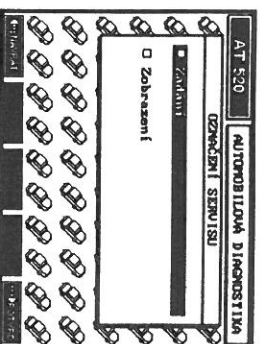 AT 520
AUTOMOBILOVÁ DIAGNOSTIKA
OZNAČENÍ SERVISU
Zadání
Zobrazení